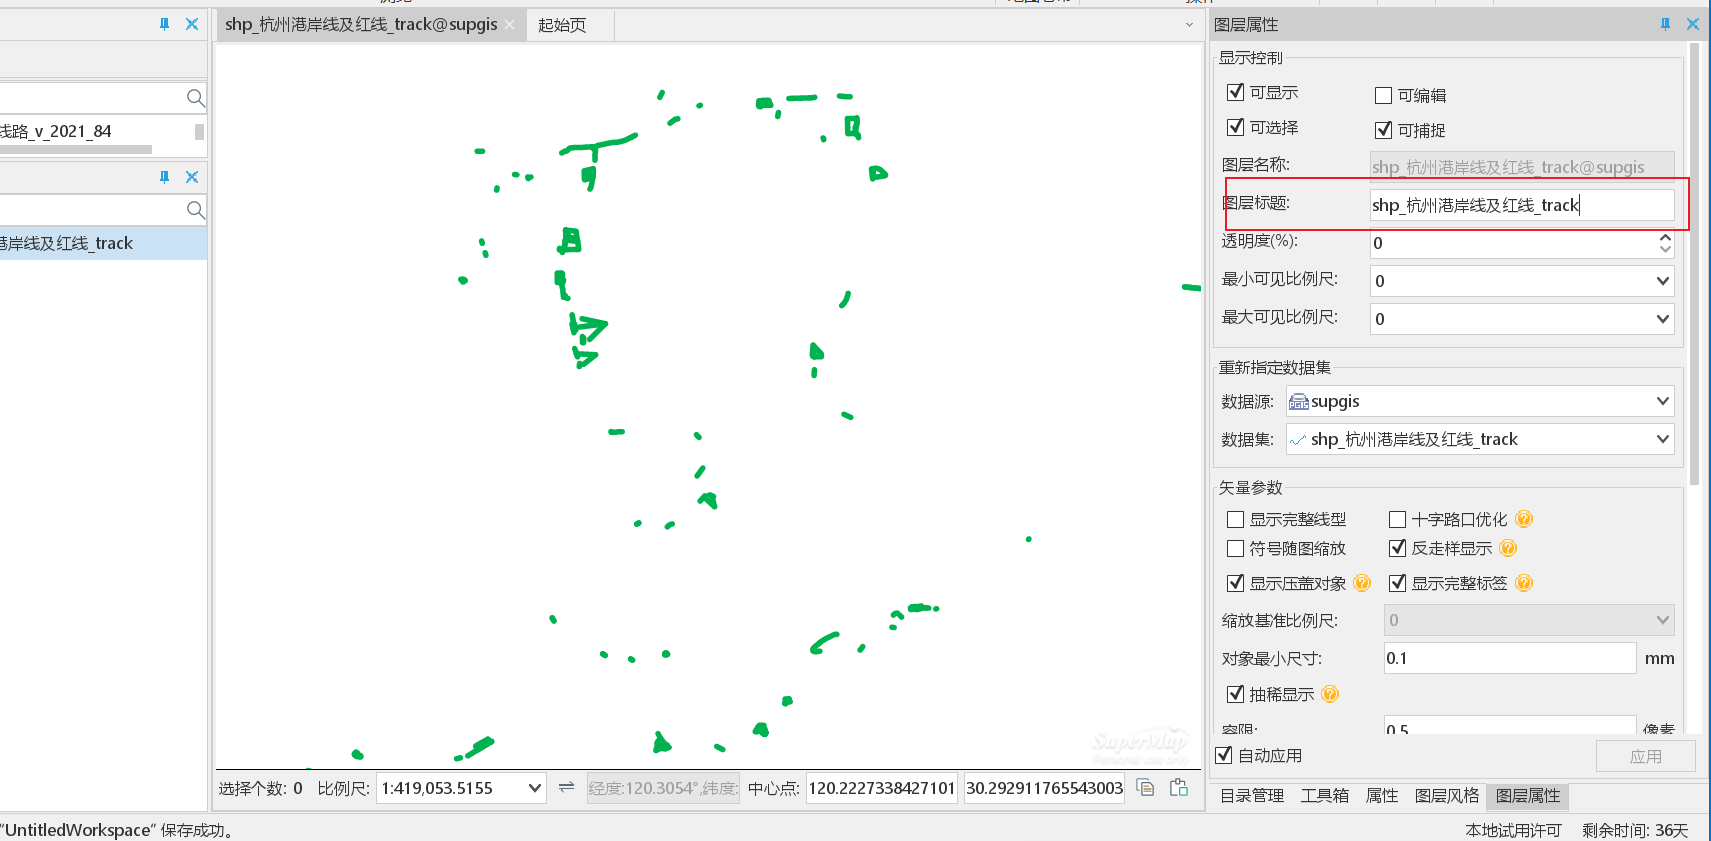 shp_杭州港岸线及红线_track@supgis
起始页
线路_v_2021_84
港岸线及红线_track
SuperMap
Personal use only
选择个数: 0
比例尺:
1:419,053.5155
经度:120.3054°,纬度:
中心点:
120.2227338427101
30.292911765543003
"UntitledWorkspace" 保存成功。
图层属性
显示控制
可显示
可编辑
可选择
可捕捉
图层名称:
shp_杭州港岸线及红线_track@supgis
图层标题:
shp_杭州港岸线及红线_track
透明度(%):
0
最小可见比例尺:
0
最大可见比例尺:
0
重新指定数据集
数据源:
supgis
数据集:
shp_杭州港岸线及红线_track
矢量参数
显示完整线型
十字路口优化
符号随图缩放
反走样显示
显示压盖对象
显示完整标签
缩放基准比例尺:
0
对象最小尺寸:
0.1
mm
抽稀显示
容限:
0.5
像素
自动应用
应用
目录管理
工具箱
属性
图层风格
图层属性
本地试用许可
剩余时间: 36天